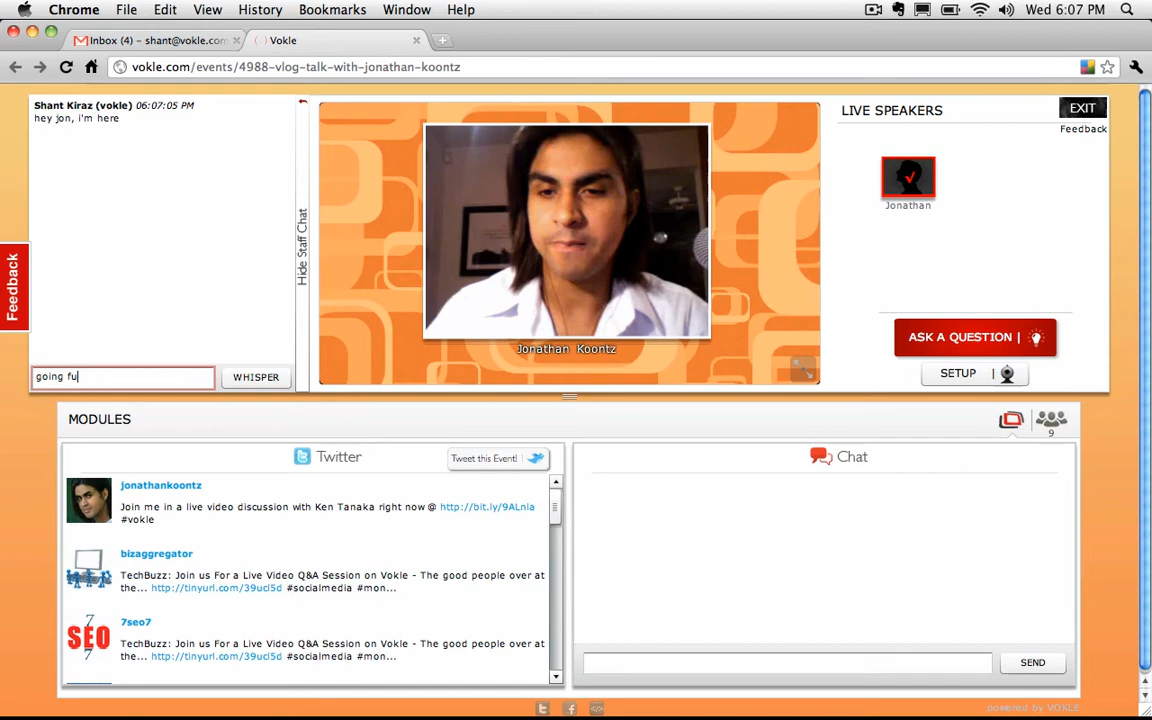 Chrome File Edit View History Bookmarks Window Help Wed 6:07 PM
Inbox (4) – shant@vokle.com
Vokle
vokle.com/events/4988-vlog-talk-with-jonathan-koontz
Shant Kiraz (vokle) 06:07:05 PM
hey jon, i'm here
Hide Staff Chat
Feedback
going fu
WHISPER
Jonathan Koontz
LIVE SPEAKERS
EXIT
Feedback
Jonathan
ASK A QUESTION |
SETUP |
MODULES
9
Twitter
Tweet this Event!
jonathankoontz
Join me in a live video discussion with Ken Tanaka right now @ http://bit.ly/9ALnla
#vokle
bizaggregator
TechBuzz: Join us For a Live Video Q&A Session on Vokle - The good people over at
the... http://tinyurl.com/39ucl5d #socialmedia #mon...
7seo7
7
SEO
7
TechBuzz: Join us For a Live Video Q&A Session on Vokle - The good people over at
the... http://tinyurl.com/39ucl5d #socialmedia #mon...
Chat
SEND
powered by VOKLE